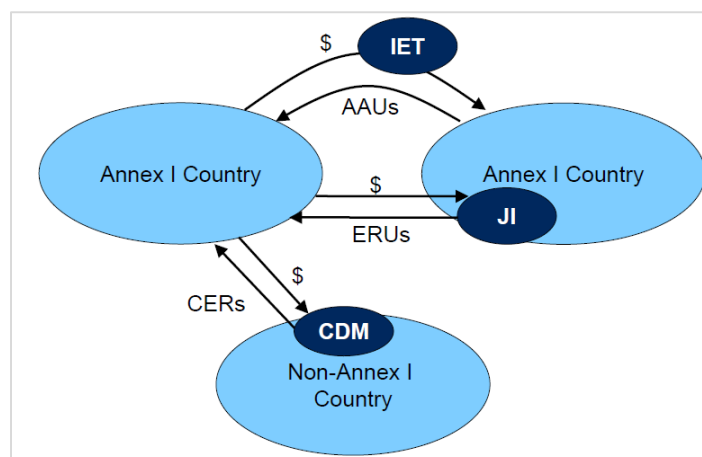 $
IET
AAUs
Annex I Country
Annex I Country
$
JI
ERUs
$
CERs
CDM
Non-Annex I
Country